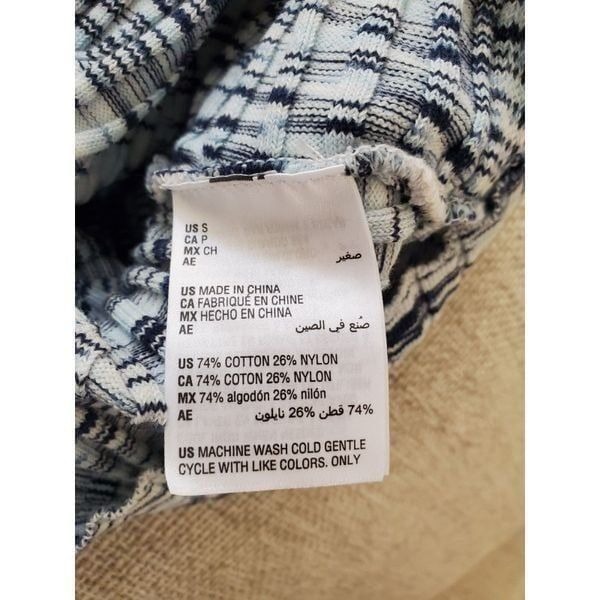 US S
CA P
MX CH
AE صغير
US MADE IN CHINA
CA FABRIQUÉ EN CHINE
MX HECHO EN CHINA
AE صُنع في الصين
US 74% COTTON 26% NYLON
CA 74% COTON 26% NYLON
MX 74% algodón 26% nilón
AE 74% قطن 26% نايلون
US MACHINE WASH COLD GENTLE
CYCLE WITH LIKE COLORS. ONLY